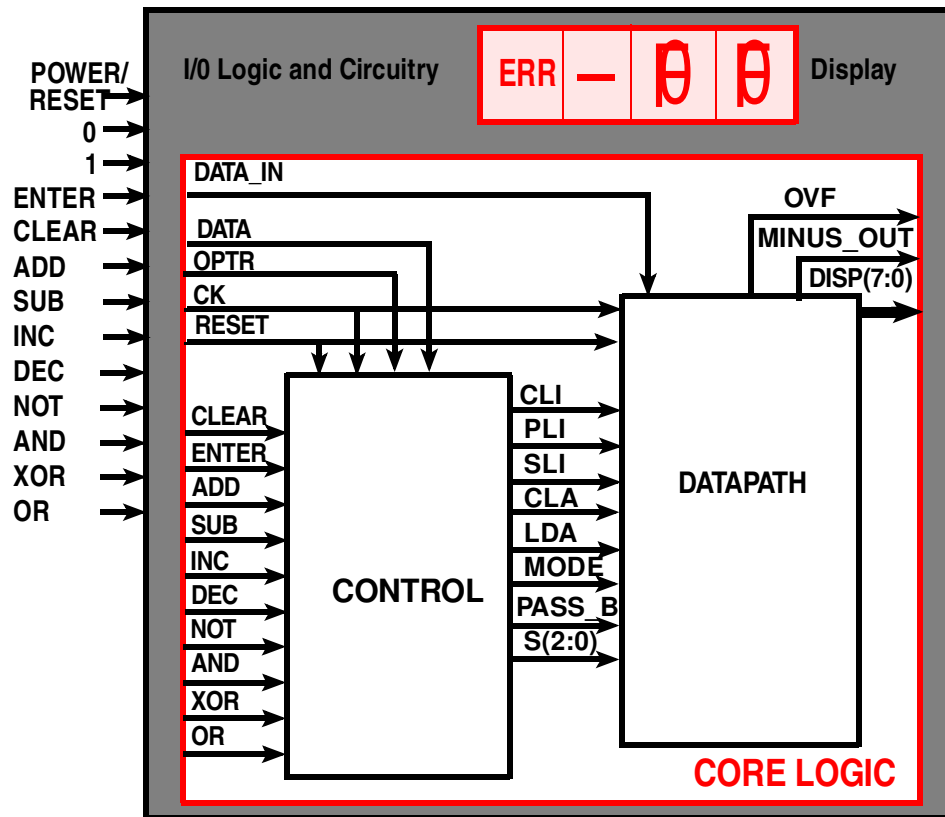 I/0 Logic and Circuitry
ERR
Display
POWER/
RESET
0
1
ENTER
CLEAR
ADD
SUB
INC
DEC
NOT
AND
XOR
OR
DATA_IN
DATA
OPTR
CK
RESET
CLEAR
ENTER
ADD
SUB
INC
DEC
NOT
AND
XOR
OR
CONTROL
CLI
PLI
SLI
CLA
LDA
MODE
PASS_B
S(2:0)
DATAPATH
OVF
MINUS_OUT
DISP(7:0)
CORE LOGIC